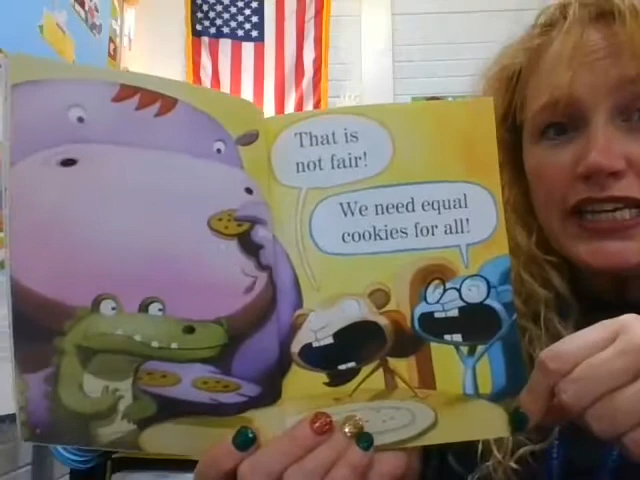 That is
not fair!
We need equal
cookies for all!